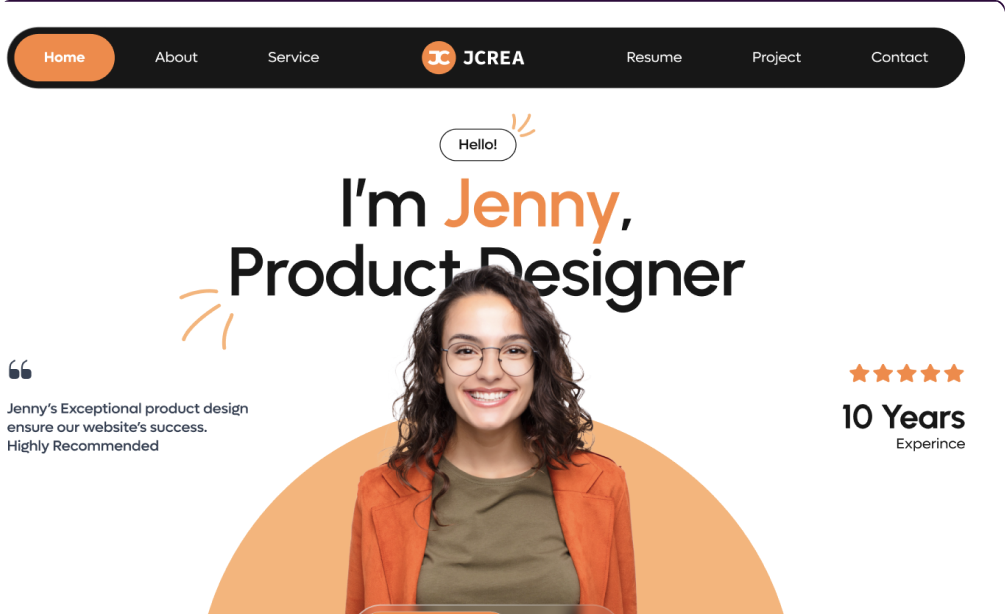 Home
About
Service
JC JCREA
Resume
Project
Contact
Hello!
I'm Jenny,
Product Designer
Jenny's Exceptional product design
ensure our website's success.
Highly Recommended
10 Years
Experince